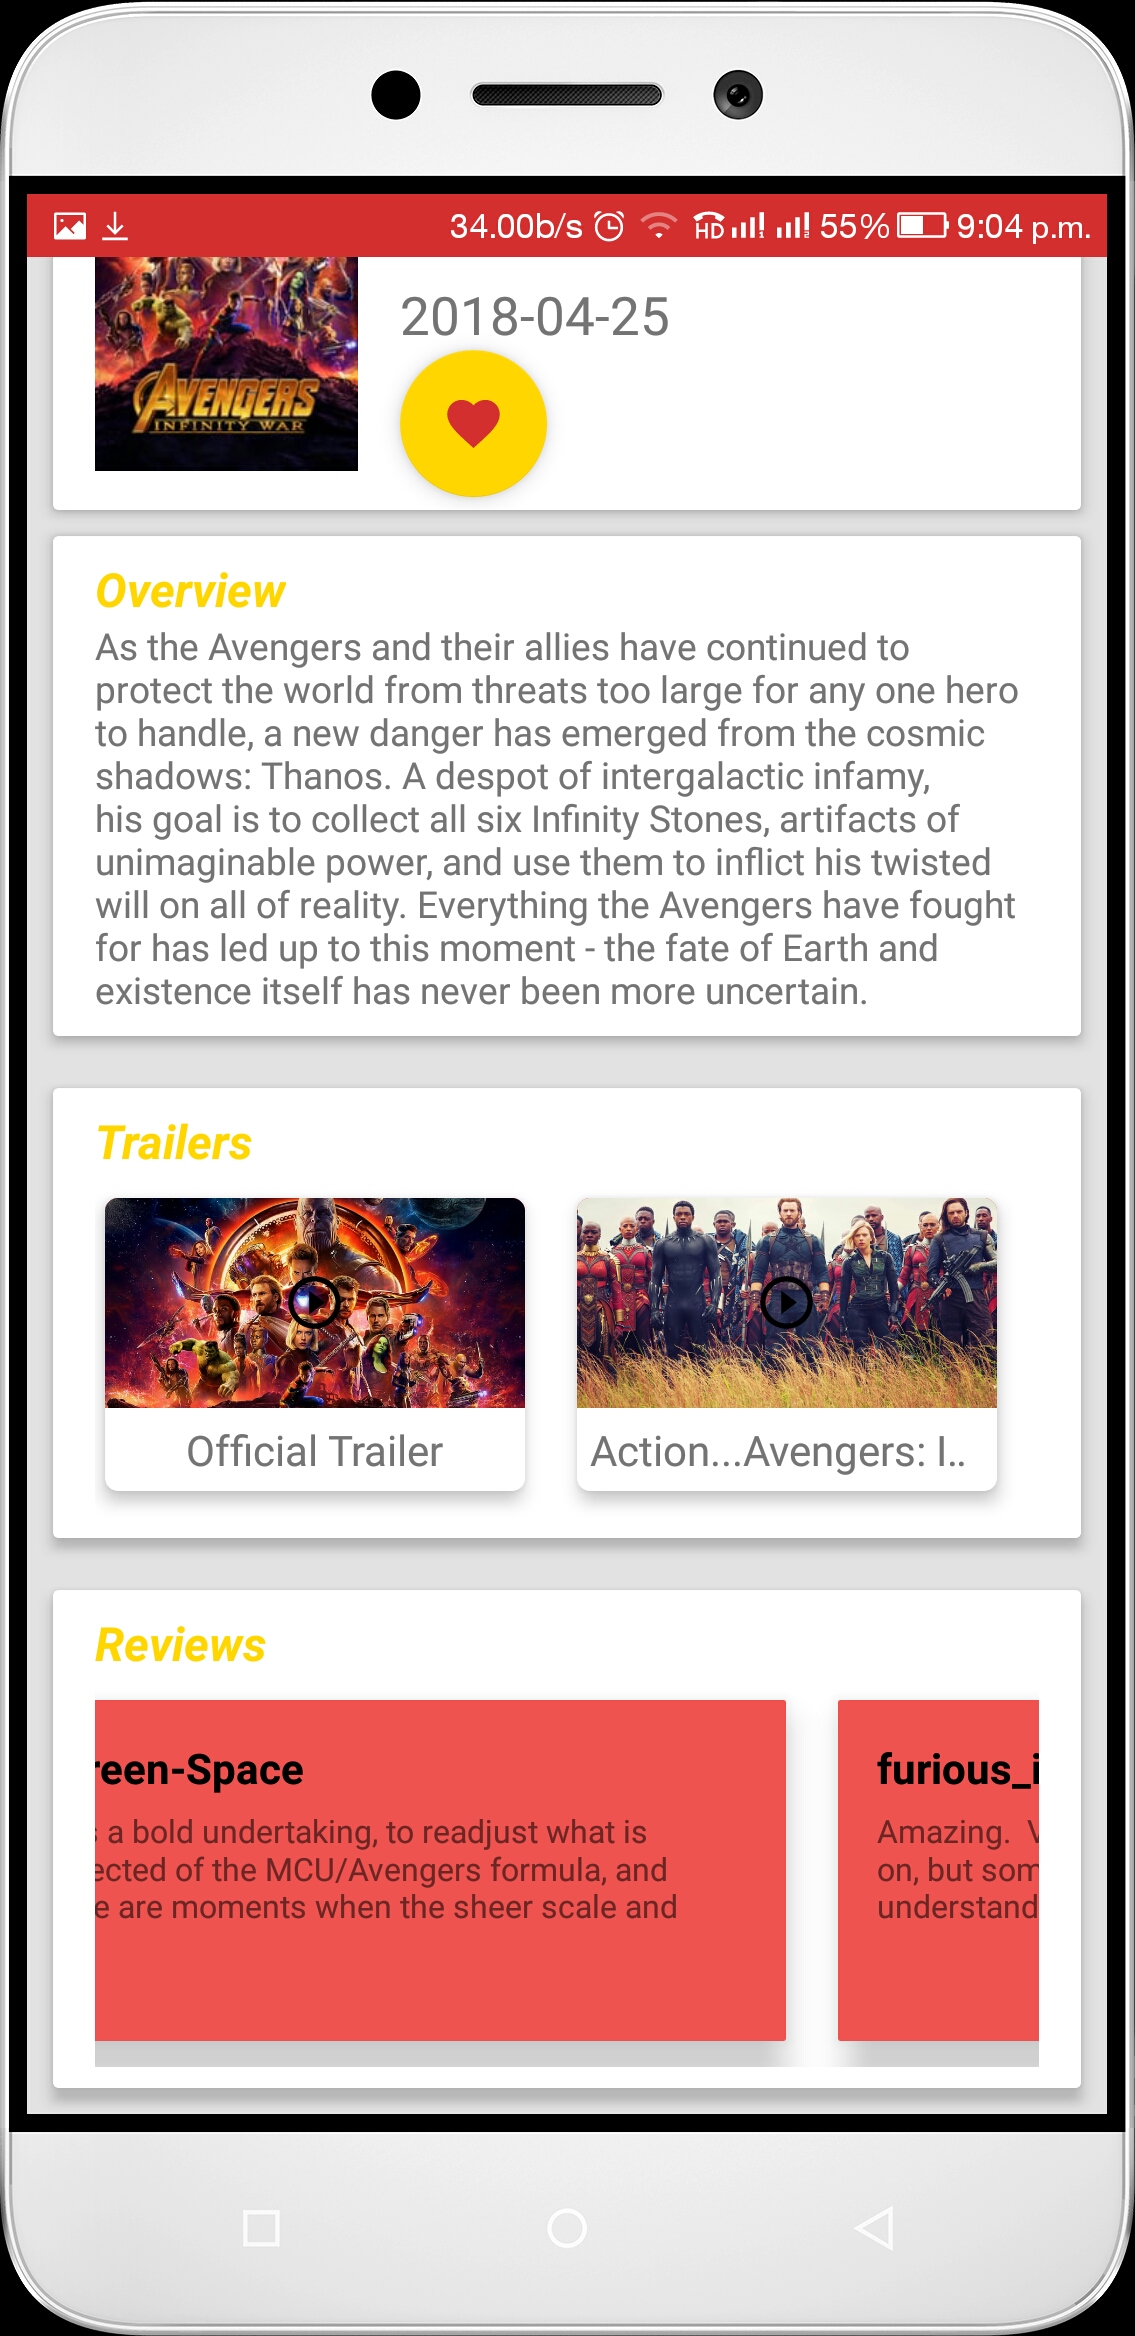 34.00b/s HD 55% 9:04 p.m.
2018-04-25
AVENGERS
INFINITY WAR
Overview
As the Avengers and their allies have continued to
protect the world from threats too large for any one hero
to handle, a new danger has emerged from the cosmic
shadows: Thanos. A despot of intergalactic infamy,
his goal is to collect all six Infinity Stones, artifacts of
unimaginable power, and use them to inflict his twisted
will on all of reality. Everything the Avengers have fought
for has led up to this moment - the fate of Earth and
existence itself has never been more uncertain.
Trailers
Official Trailer
Action...Avengers: I..
Reviews
reen-Space
a bold undertaking, to readjust what is
ected of the MCU/Avengers formula, and
e are moments when the sheer scale and
furious_i
Amazing.
on, but som
understand